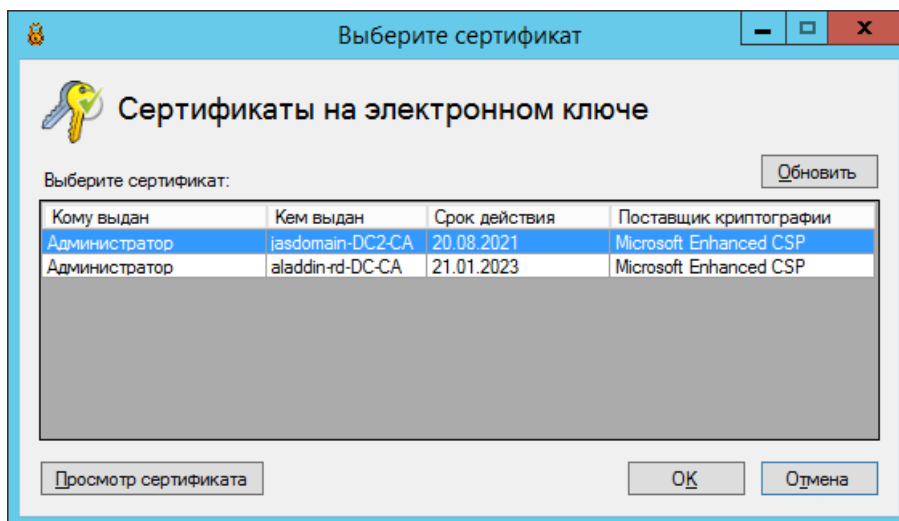 Выберите сертификат
Сертификаты на электронном ключе
Обновить
Выберите сертификат:
Кому выдан Кем выдан Срок действия Поставщик криптографии
Администратор jasdomain-DC2-CA 20.08.2021 Microsoft Enhanced CSP
Администратор aladdin-rd-DC-CA 21.01.2023 Microsoft Enhanced CSP
Просмотр сертификата OK Отмена